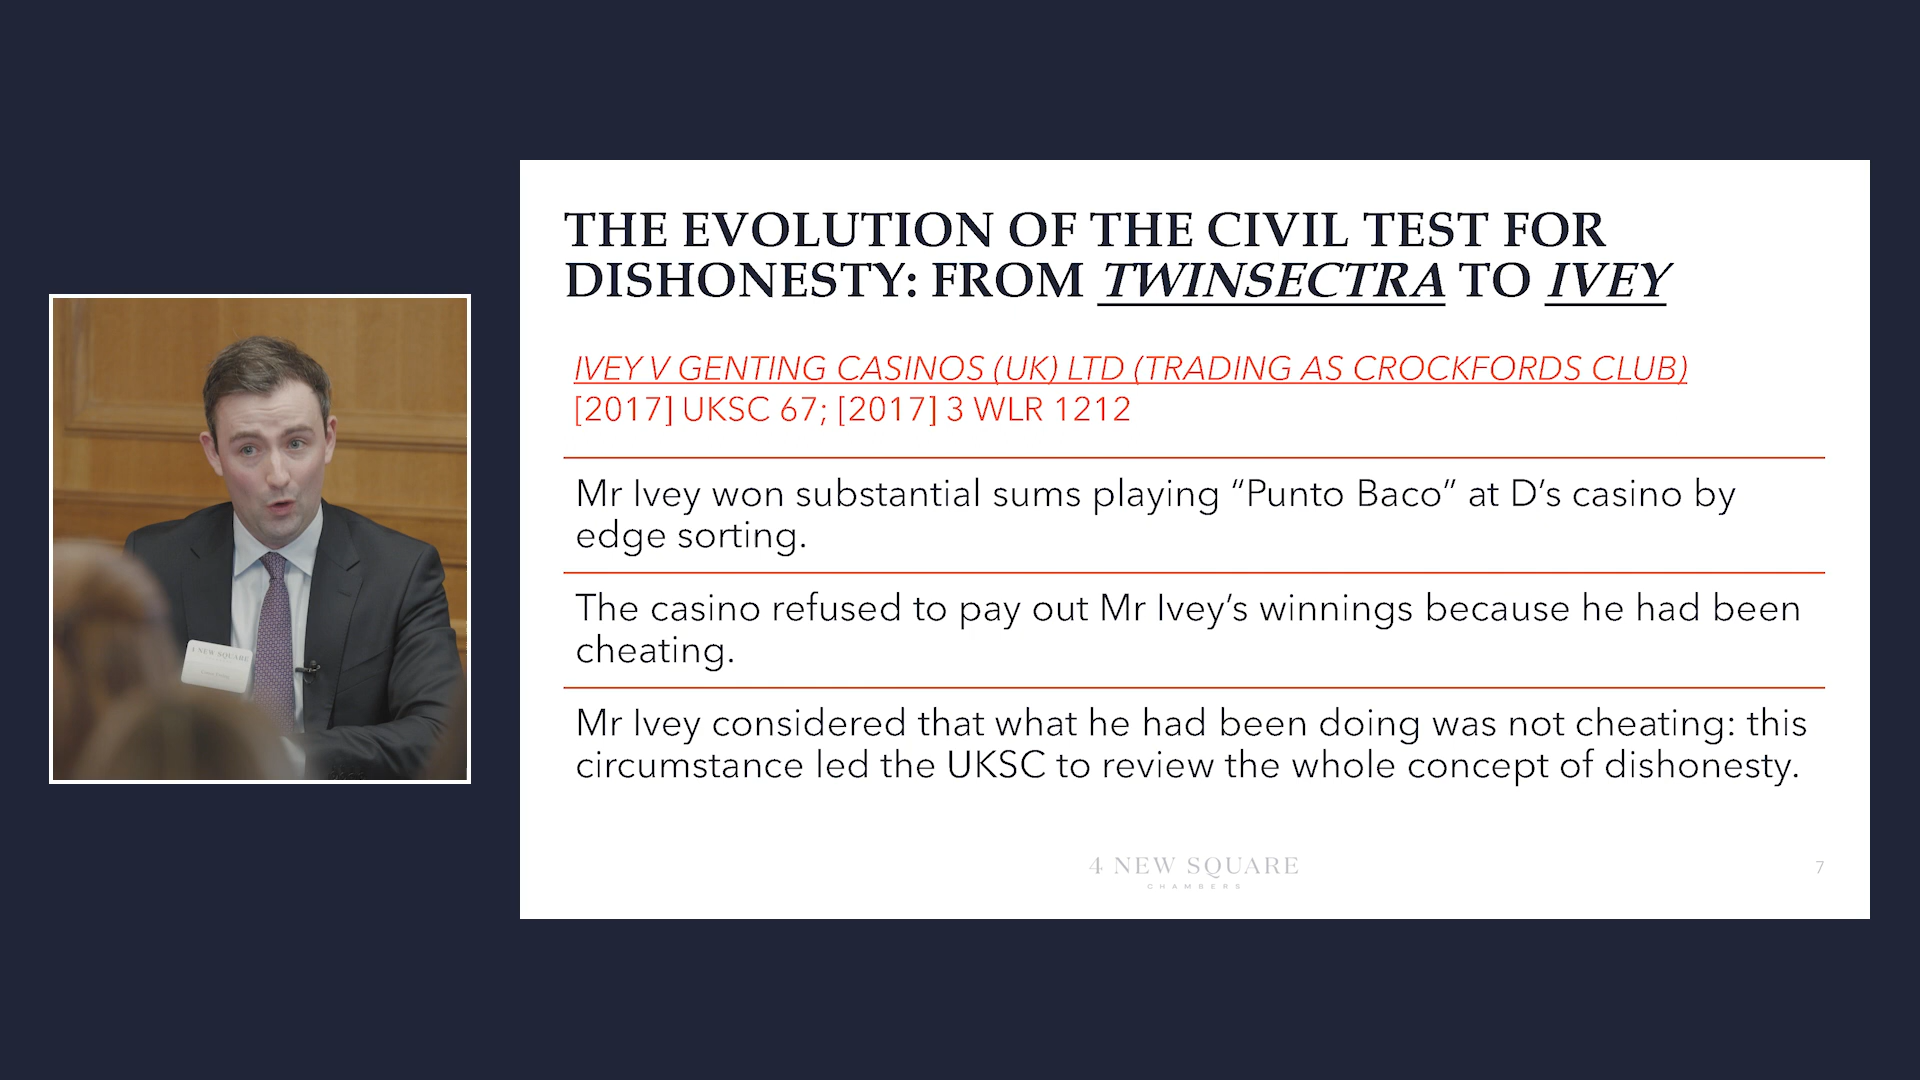 THE EVOLUTION OF THE CIVIL TEST FOR
DISHONESTY: FROM TWINSECTRA TO IVEY
IVEY V GENTING CASINOS (UK) LTD (TRADING AS CROCKFORDS CLUB)
[2017] UKSC 67; [2017] 3 WLR 1212
Mr Ivey won substantial sums playing “Punto Baco” at D’s casino by
edge sorting.
The casino refused to pay out Mr Ivey’s winnings because he had been
cheating.
Mr Ivey considered that what he had been doing was not cheating: this
circumstance led the UKSC to review the whole concept of dishonesty.
4 NEW SQUARE
CHAMBERS
7
4 NEW SQUARE